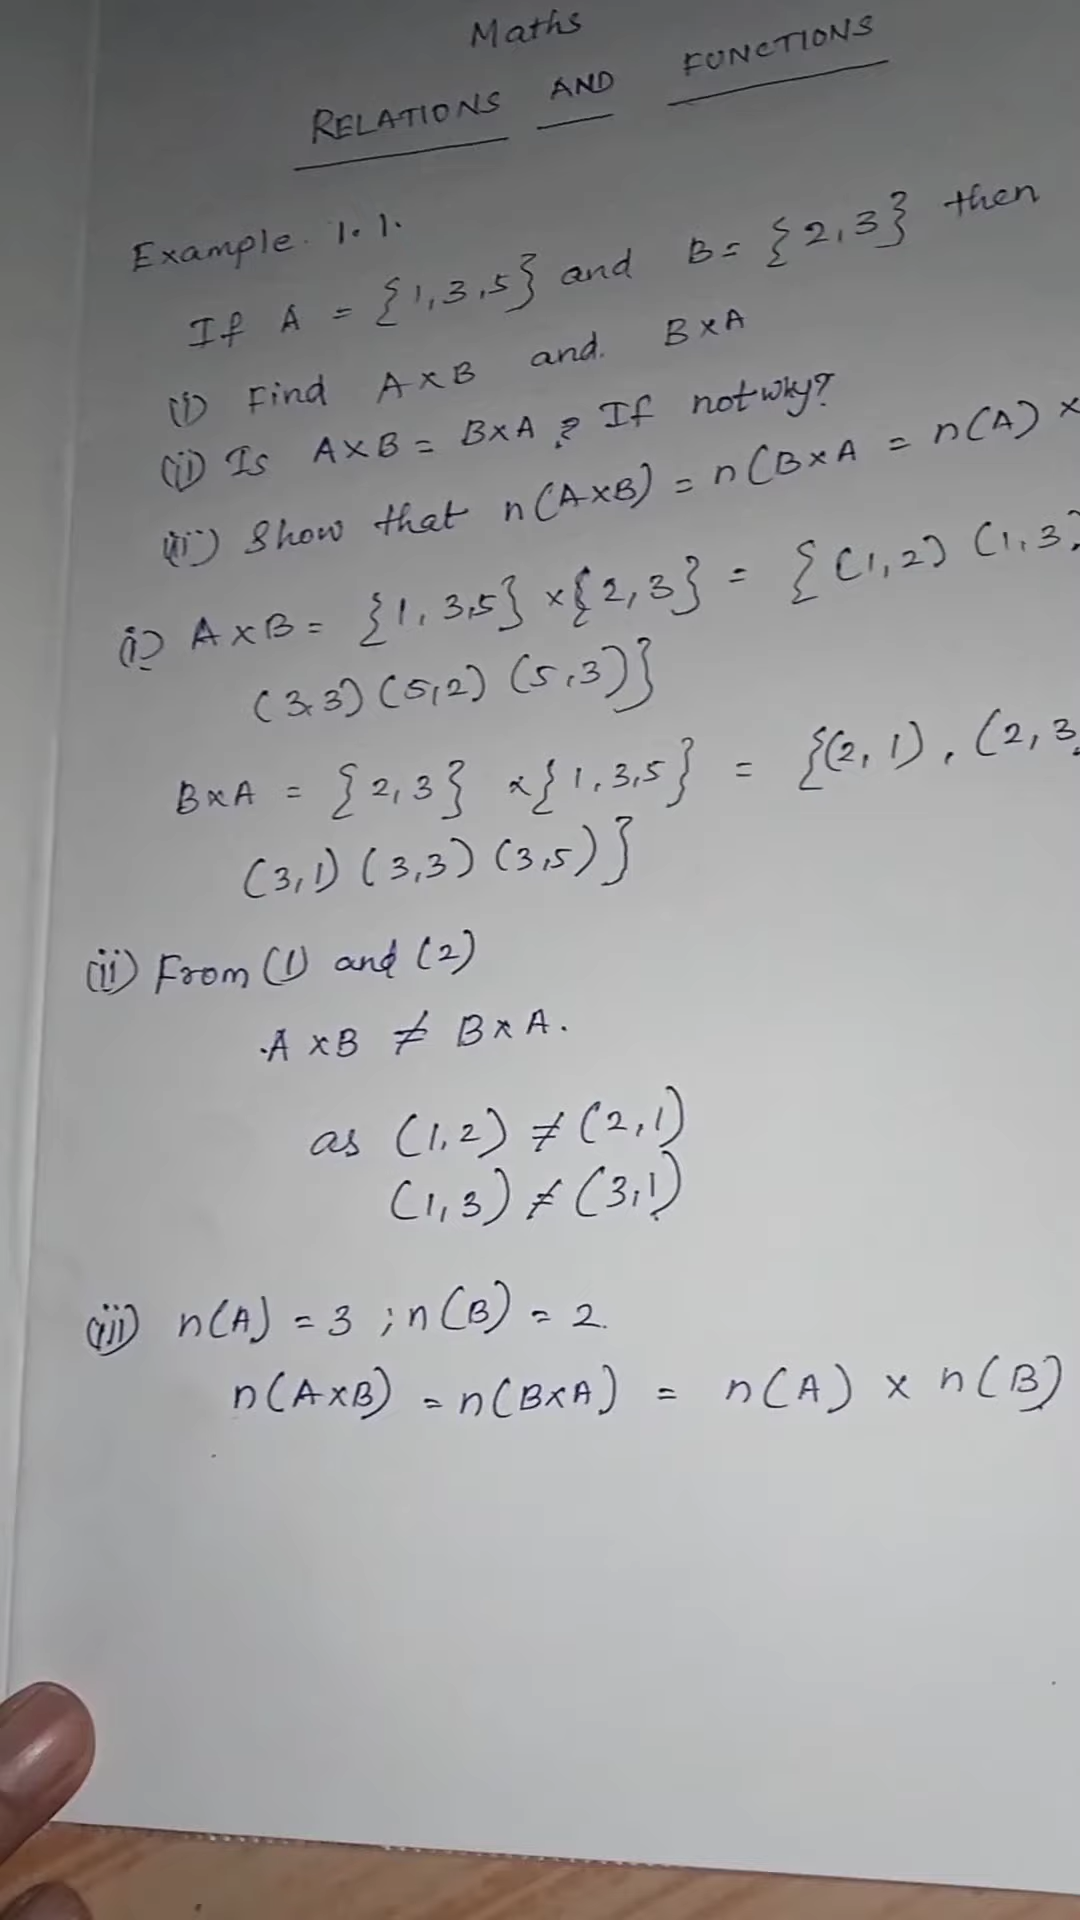 Maths
RELATIONS AND FUNCTIONS
Example. 1.1.
If A = {1,3,5} and B = {2,3} then
(i) Find A×B and. B×A
(ii) Is A×B = B×A ? If not why?
(iii) Show that n(A×B) = n(B×A = n(A) ×
(i) A×B = {1,3,5} × {2,3} = {(1,2) (1,3)
(3,3) (5,2) (5,3)}
B×A = {2,3} × {1,3,5} = {(2,1), (2,3
(3,1) (3,3) (3,5)}
(ii) From (1) and (2)
A×B ≠ B×A.
as (1,2) ≠ (2,1)
(1,3) ≠ (3,1)
(iii) n(A) = 3 ; n(B) = 2.
n(A×B) = n(B×A) = n(A) × n(B)